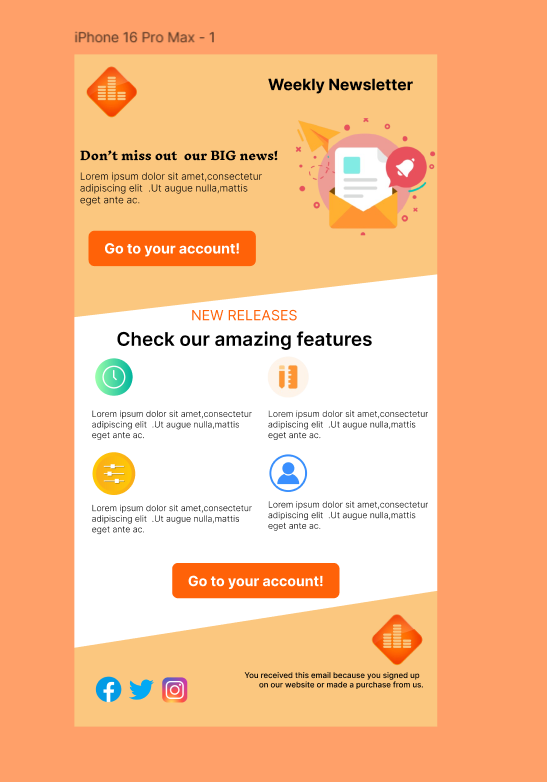 iPhone 16 Pro Max - 1
Weekly Newsletter
Don't miss out  our BIG news!
Lorem ipsum dolor sit amet,consectetur
adipiscing elit  .Ut augue nulla,mattis
eget ante ac.
Go to your account!
NEW RELEASES
Check our amazing features
Lorem ipsum dolor sit amet,consectetur
adipiscing elit  .Ut augue nulla,mattis
eget ante ac.
Lorem ipsum dolor sit amet,consectetur
adipiscing elit  .Ut augue nulla,mattis
eget ante ac.
Lorem ipsum dolor sit amet,consectetur
adipiscing elit  .Ut augue nulla,mattis
eget ante ac.
Lorem ipsum dolor sit amet,consectetur
adipiscing elit  .Ut augue nulla,mattis
eget ante ac.
Go to your account!
You received this email because you signed up
on our website or made a purchase from us.